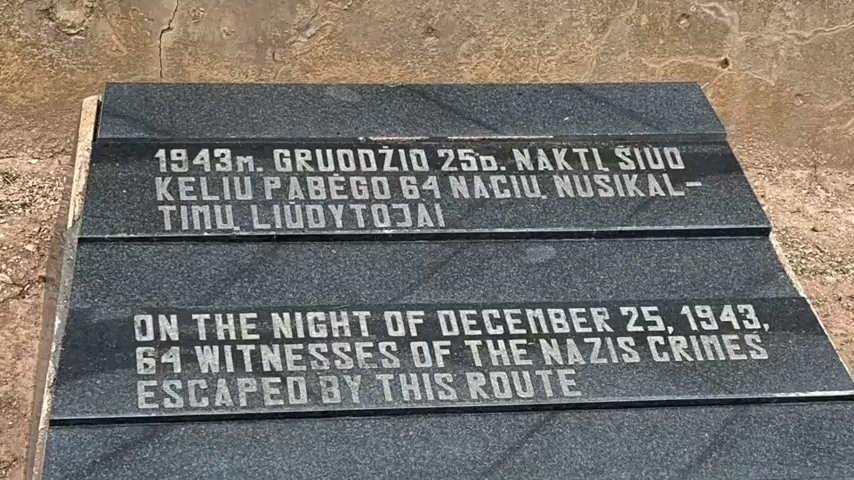 1943m. GRUODŽIO 25D. NAKTĮ ŠIUO
KELIU PABĖGO 64 NACIŲ NUSIKAL-
TIMŲ LIŪDYTOJAI
ON THE NIGHT OF DECEMBER 25, 1943,
64 WITNESSES OF THE NAZIS CRIMES
ESCAPED BY THIS ROUTE